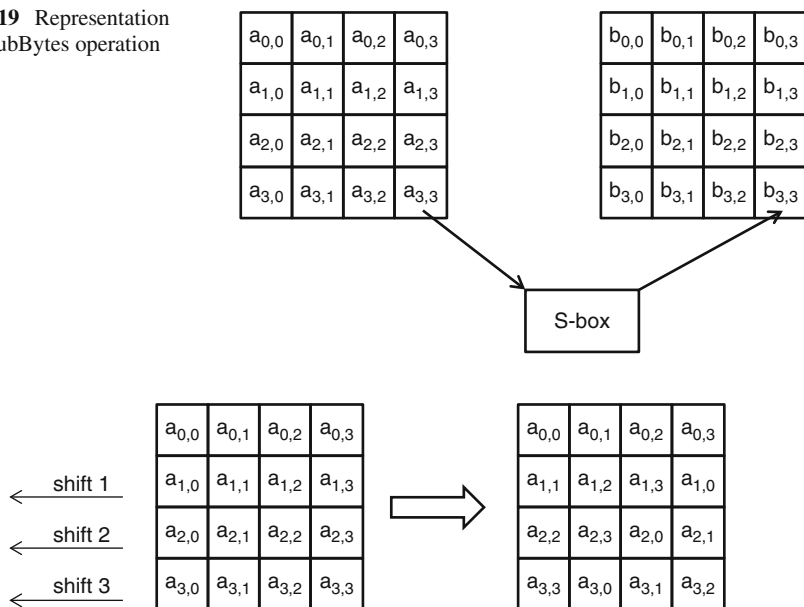 19 Representation
ubBytes operation
a0,0 a0,1 a0,2 a0,3
a1,0 a1,1 a1,2 a1,3
a2,0 a2,1 a2,2 a2,3
a3,0 a3,1 a3,2 a3,3
b0,0 b0,1 b0,2 b0,3
b1,0 b1,1 b1,2 b1,3
b2,0 b2,1 b2,2 b2,3
b3,0 b3,1 b3,2 b3,3
S-box
shift 1
shift 2
shift 3
a0,0 a0,1 a0,2 a0,3
a1,0 a1,1 a1,2 a1,3
a2,0 a2,1 a2,2 a2,3
a3,0 a3,1 a3,2 a3,3
a0,0 a0,1 a0,2 a0,3
a1,1 a1,2 a1,3 a1,0
a2,2 a2,3 a2,0 a2,1
a3,3 a3,0 a3,1 a3,2